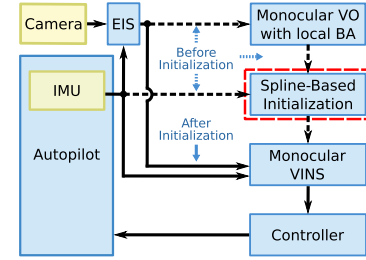 Camera
EIS
Monocular VO
with local BA
Before
Initialization
IMU
Spline-Based
Initialization
Autopilot
After
Initialization
Monocular
VINS
Controller